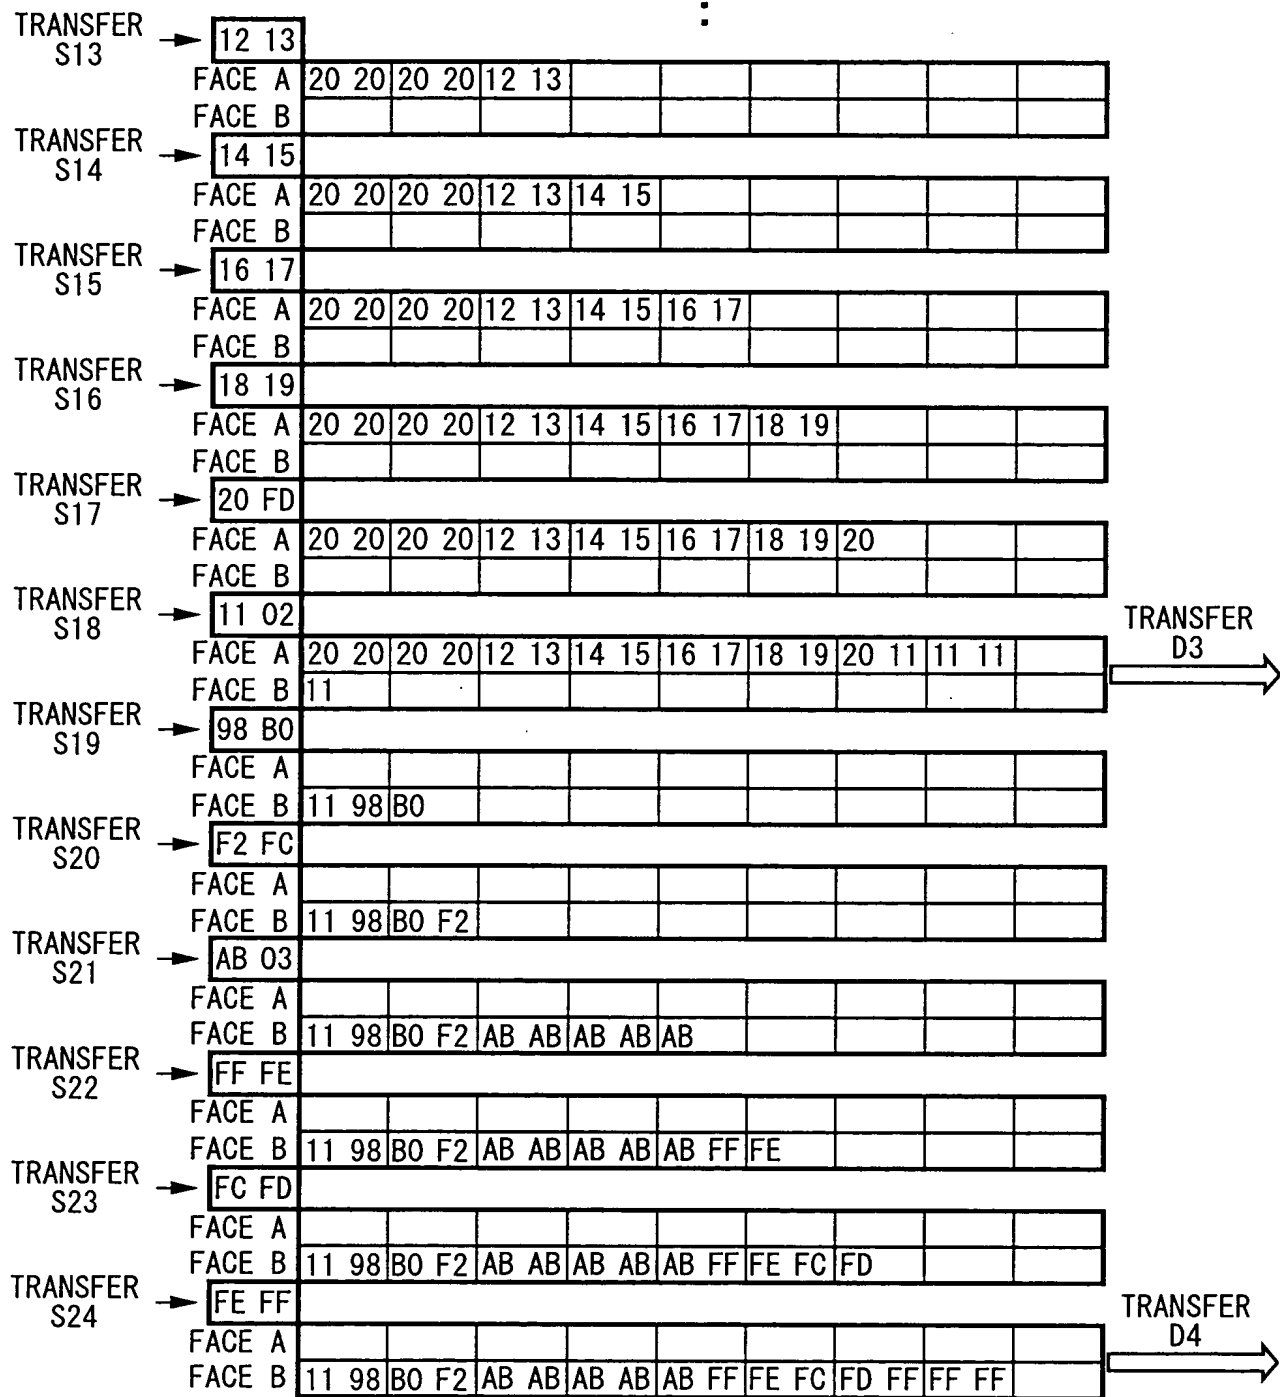 TRANSFER S13 → 12 13
FACE A 20 20 20 20 12 13
FACE B
TRANSFER S14 → 14 15
FACE A 20 20 20 20 12 13 14 15
FACE B
TRANSFER S15 → 16 17
FACE A 20 20 20 20 12 13 14 15 16 17
FACE B
TRANSFER S16 → 18 19
FACE A 20 20 20 20 12 13 14 15 16 17 18 19
FACE B
TRANSFER S17 → 20 FD
FACE A 20 20 20 20 12 13 14 15 16 17 18 19 20
FACE B
TRANSFER S18 → 11 02
FACE A 20 20 20 20 12 13 14 15 16 17 18 19 20 11 11 11
TRANSFER D3
FACE B 11
TRANSFER S19 → 98 B0
FACE A
FACE B 11 98 B0
TRANSFER S20 → F2 FC
FACE A
FACE B 11 98 B0 F2
TRANSFER S21 → AB 03
FACE A
FACE B 11 98 B0 F2 AB AB AB AB AB
TRANSFER S22 → FF FE
FACE A
FACE B 11 98 B0 F2 AB AB AB AB AB FF FE
TRANSFER S23 → FC FD
FACE A
FACE B 11 98 B0 F2 AB AB AB AB AB FF FE FC FD
TRANSFER S24 → FE FF
TRANSFER D4
FACE A
FACE B 11 98 B0 F2 AB AB AB AB AB FF FE FC FD FF FF FF